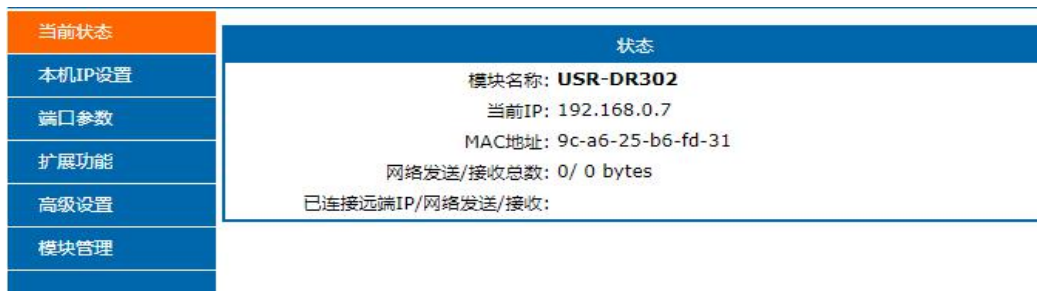 当前状态
本机IP设置
端口参数
扩展功能
高级设置
模块管理
状态
模块名称: USR-DR302
当前IP: 192.168.0.7
MAC地址: 9c-a6-25-b6-fd-31
网络发送/接收总数: 0/ 0 bytes
已连接远端IP/网络发送/接收: